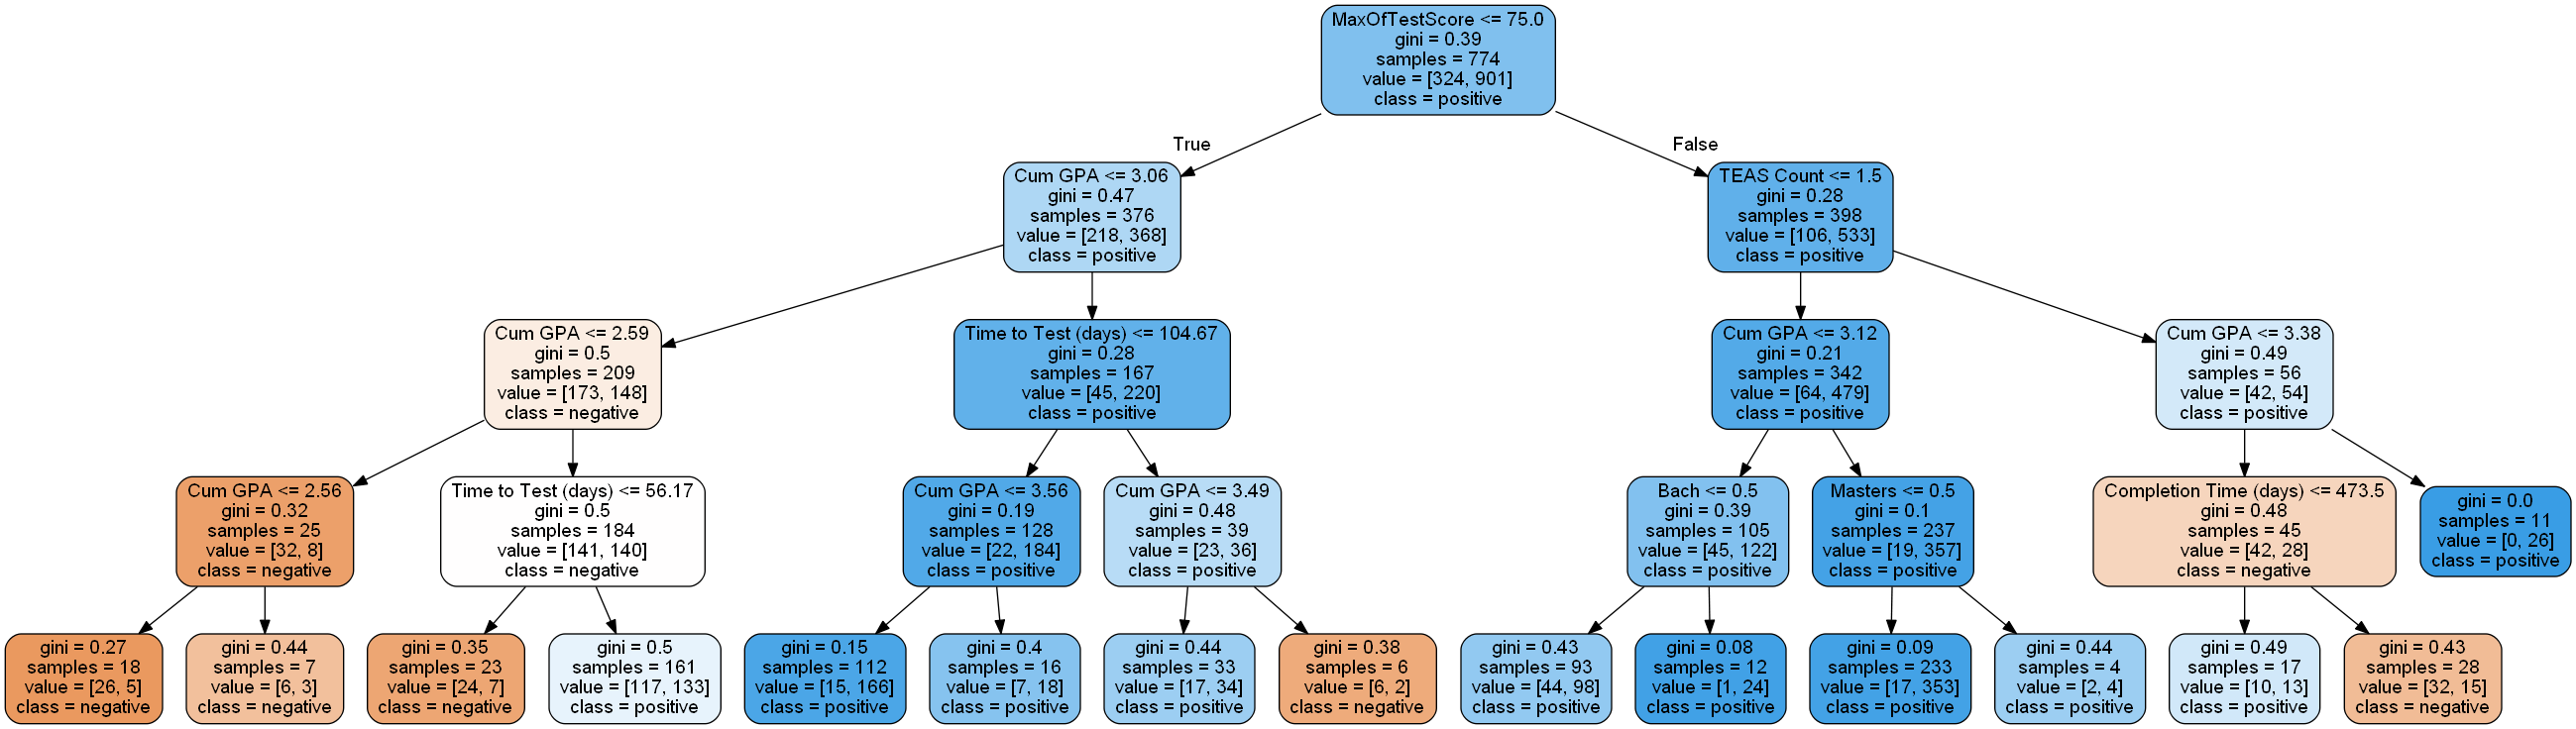 MaxOfTestScore <= 75.0
gini = 0.39
samples = 774
value = [324, 901]
class = positive
True
False
Cum GPA <= 3.06
gini = 0.47
samples = 376
value = [218, 368]
class = positive
TEAS Count <= 1.5
gini = 0.28
samples = 398
value = [106, 533]
class = positive
Cum GPA <= 2.59
gini = 0.5
samples = 209
value = [173, 148]
class = negative
Time to Test (days) <= 104.67
gini = 0.28
samples = 167
value = [45, 220]
class = positive
Cum GPA <= 3.12
gini = 0.21
samples = 342
value = [64, 479]
class = positive
Cum GPA <= 3.38
gini = 0.49
samples = 56
value = [42, 54]
class = positive
Cum GPA <= 2.56
gini = 0.32
samples = 25
value = [32, 8]
class = negative
Time to Test (days) <= 56.17
gini = 0.5
samples = 184
value = [141, 140]
class = negative
Cum GPA <= 3.56
gini = 0.19
samples = 128
value = [22, 184]
class = positive
Cum GPA <= 3.49
gini = 0.48
samples = 39
value = [23, 36]
class = positive
Bach <= 0.5
gini = 0.39
samples = 105
value = [45, 122]
class = positive
Masters <= 0.5
gini = 0.1
samples = 237
value = [19, 357]
class = positive
Completion Time (days) <= 473.5
gini = 0.48
samples = 45
value = [42, 28]
class = negative
gini = 0.0
samples = 11
value = [0, 26]
class = positive
gini = 0.27
samples = 18
value = [26, 5]
class = negative
gini = 0.44
samples = 7
value = [6, 3]
class = negative
gini = 0.35
samples = 23
value = [24, 7]
class = negative
gini = 0.5
samples = 161
value = [117, 133]
class = positive
gini = 0.15
samples = 112
value = [15, 166]
class = positive
gini = 0.4
samples = 16
value = [7, 18]
class = positive
gini = 0.44
samples = 33
value = [17, 34]
class = positive
gini = 0.38
samples = 6
value = [6, 2]
class = negative
gini = 0.43
samples = 93
value = [44, 98]
class = positive
gini = 0.08
samples = 12
value = [1, 24]
class = positive
gini = 0.09
samples = 233
value = [17, 353]
class = positive
gini = 0.44
samples = 4
value = [2, 4]
class = positive
gini = 0.49
samples = 17
value = [10, 13]
class = positive
gini = 0.43
samples = 28
value = [32, 15]
class = negative